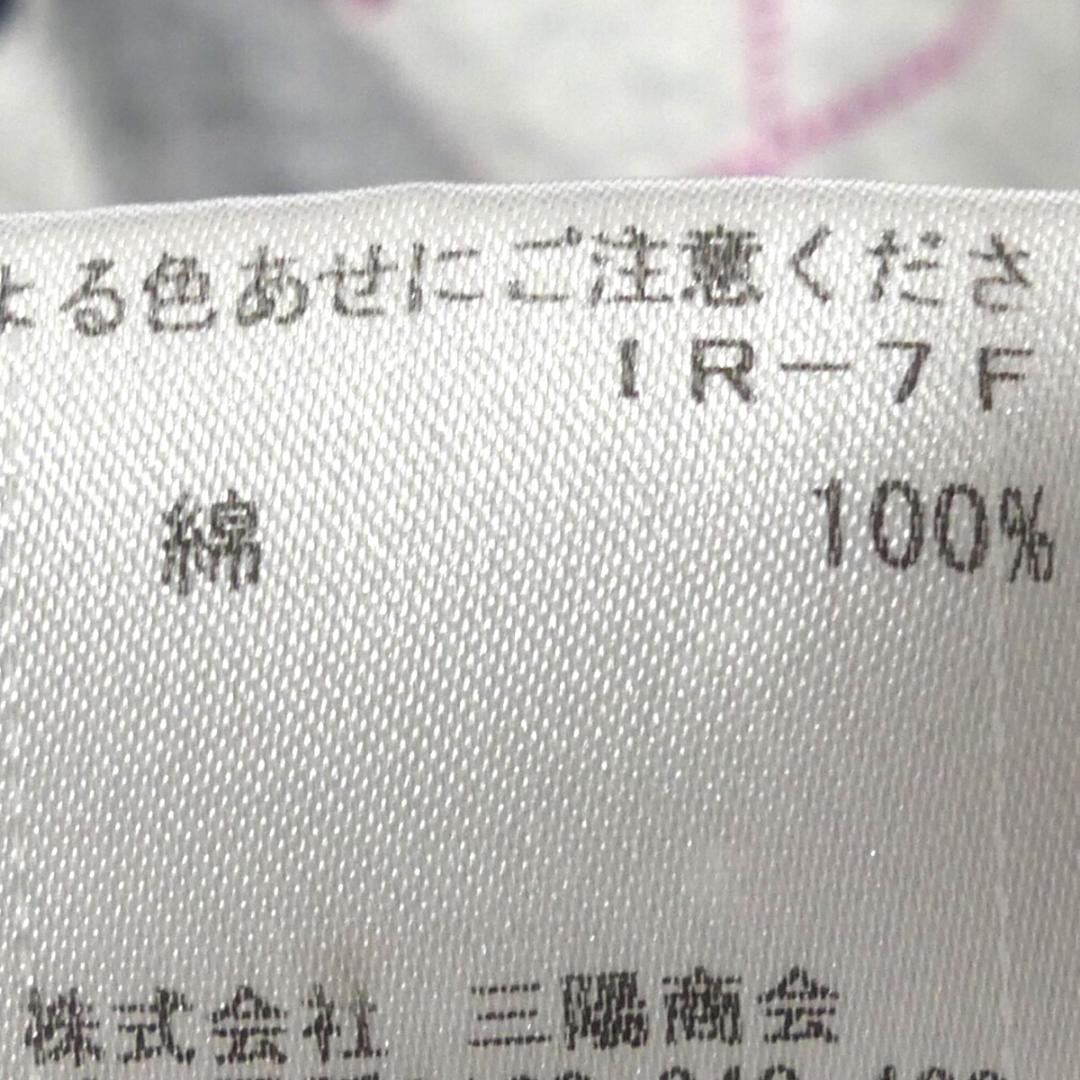 よる色あせにご注意くださ
IR-7F
綿 100%
株式会社 三陽商会